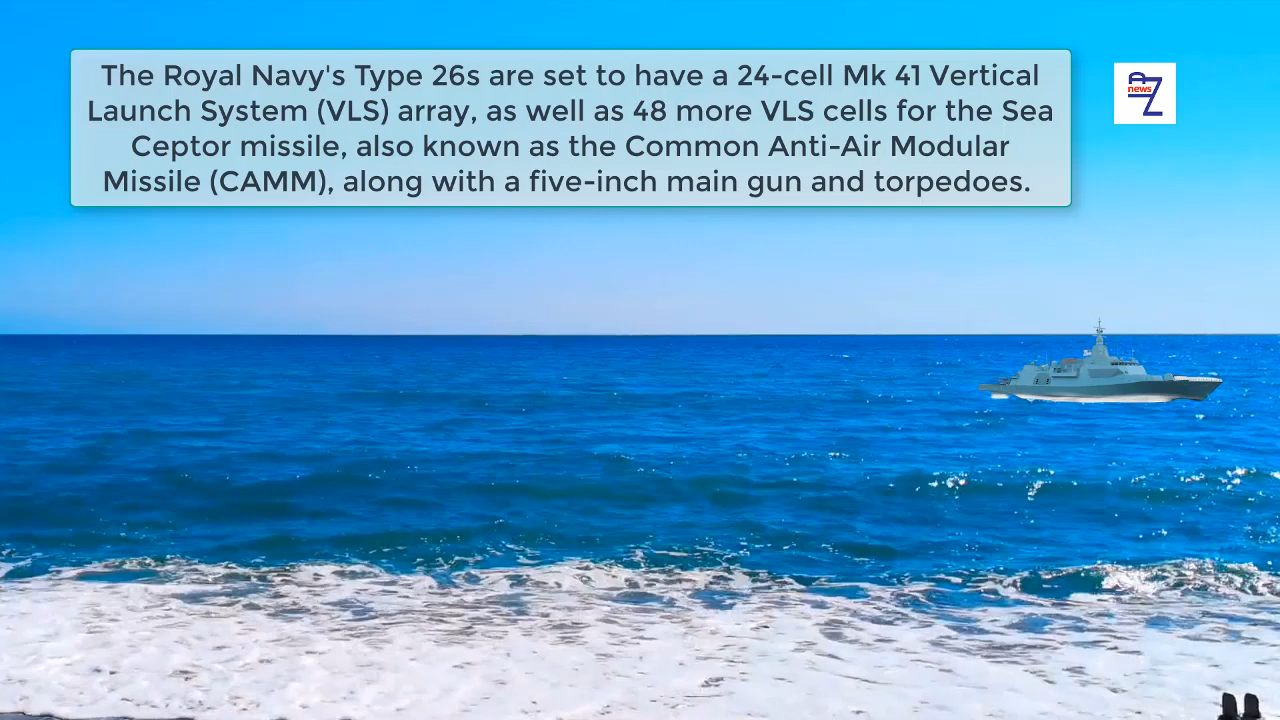 The Royal Navy's Type 26s are set to have a 24-cell Mk 41 Vertical
Launch System (VLS) array, as well as 48 more VLS cells for the Sea
Ceptor missile, also known as the Common Anti-Air Modular
Missile (CAMM), along with a five-inch main gun and torpedoes.
A
news
Z